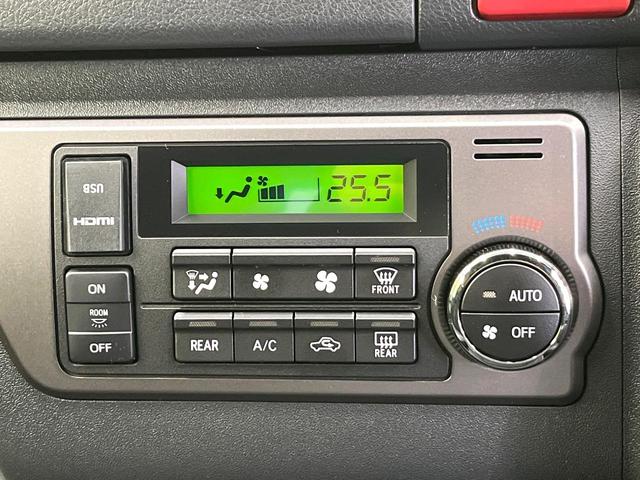 USB
HDMI
25.5
FRONT
ON
ROOM
OFF
REAR
A/C
REAR
AUTO
OFF